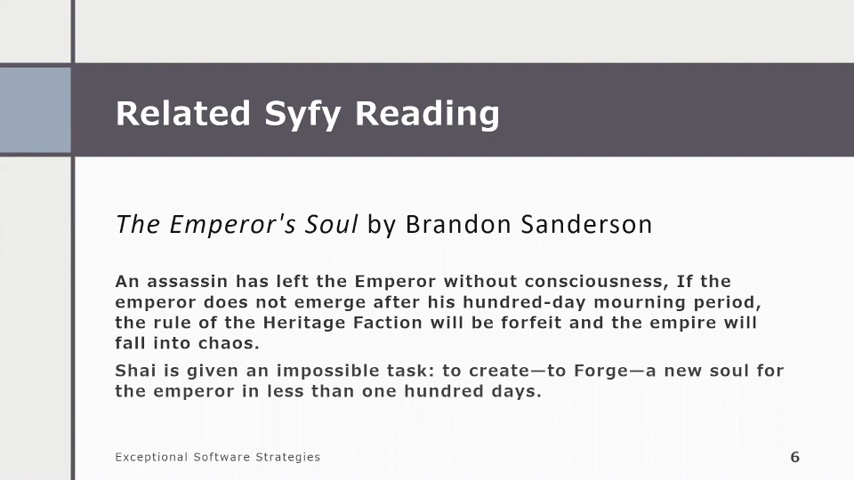 Related Syfy Reading
The Emperor's Soul by Brandon Sanderson
An assassin has left the Emperor without consciousness, If the
emperor does not emerge after his hundred-day mourning period,
the rule of the Heritage Faction will be forfeit and the empire will
fall into chaos.
Shai is given an impossible task: to create—to Forge—a new soul for
the emperor in less than one hundred days.
Exceptional Software Strategies
6